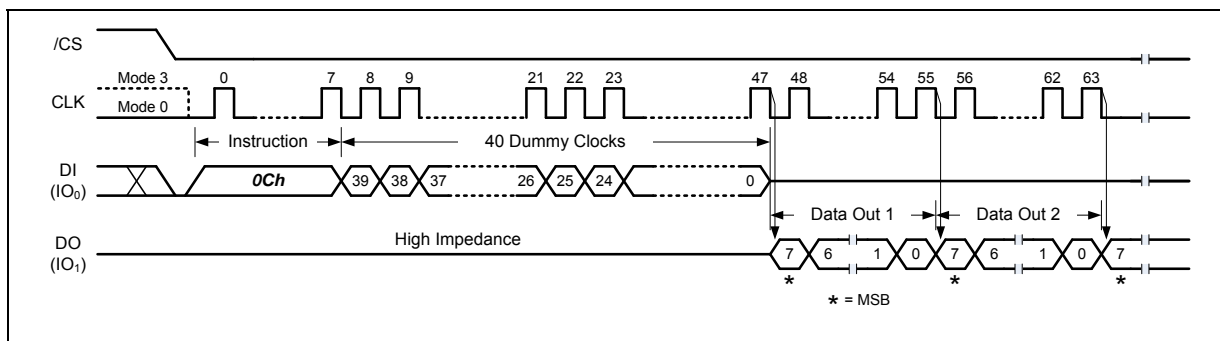 /CS
Mode 3 0 7 8 9 21 22 23 47 48 54 55 56 62 63
CLK
Mode 0
Instruction 40 Dummy Clocks
DI
(IO0)
0Ch 39 38 37 26 25 24 0
Data Out 1 Data Out 2
High Impedance
DO
(IO1)
7 6 1 0 7 6 1 0 7
* * *
* = MSB